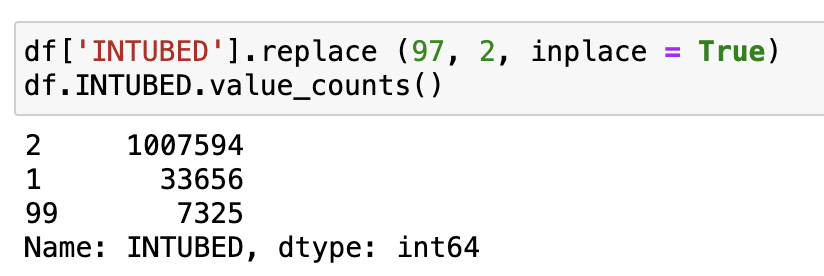 df['INTUBED'].replace (97, 2, inplace = True)
df.INTUBED.value_counts()
2     1007594
1       33656
99       7325
Name: INTUBED, dtype: int64